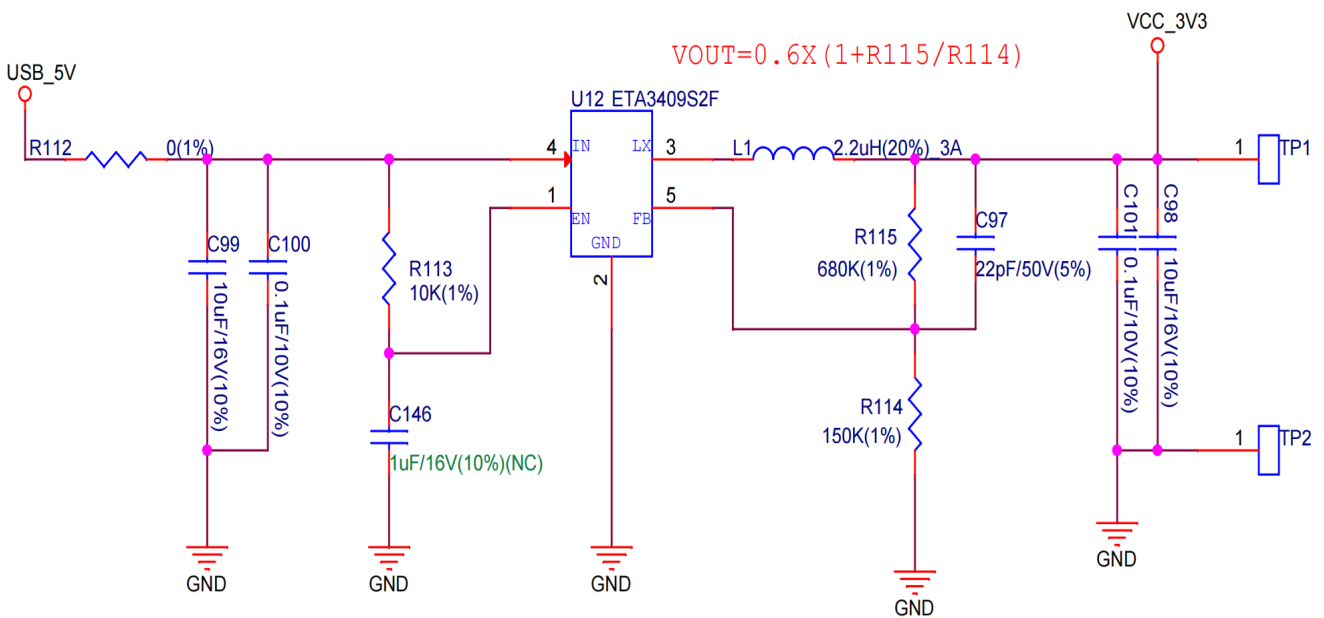 VCC_3V3
VOUT=0.6X(1+R115/R114)
USB_5V
U12 ETA3409S2F
R112
0(1%)
4
IN
LX
3
L1
2.2uH(20%)_3A
1
TP1
1
EN
FB
5
GND
2
C99
10uF/16V(10%)
C100
0.1uF/10V(10%)
R113
10K(1%)
C146
1uF/16V(10%)(NC)
R115
680K(1%)
C97
22pF/50V(5%)
C101
0.1uF/10V(10%)
C98
10uF/16V(10%)
R114
150K(1%)
1
TP2
GND
GND
GND
GND
GND